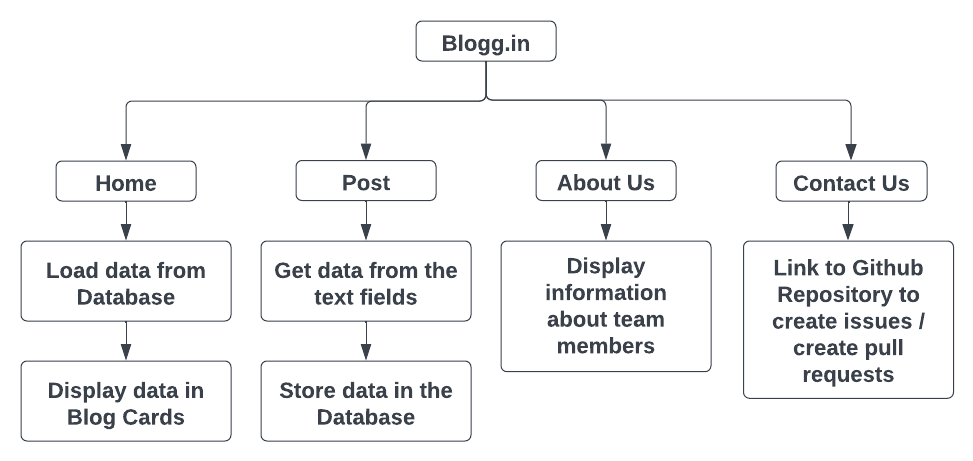 Blogg.in
Home
Post
About Us
Contact Us
Load data from
Database
Get data from the
text fields
Display
information
about team
members
Link to Github
Repository to
create issues /
create pull
requests
Display data in
Blog Cards
Store data in the
Database